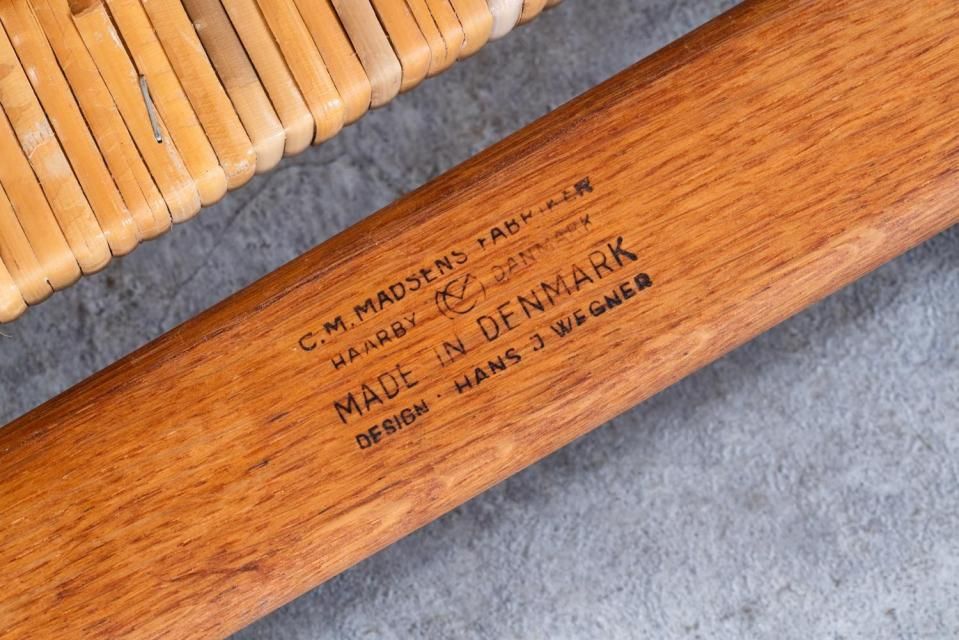 C.M. MADSENS FABRIKER
HAARBY DANMARK
MADE IN DENMARK
DESIGN · HANS J WEGNER